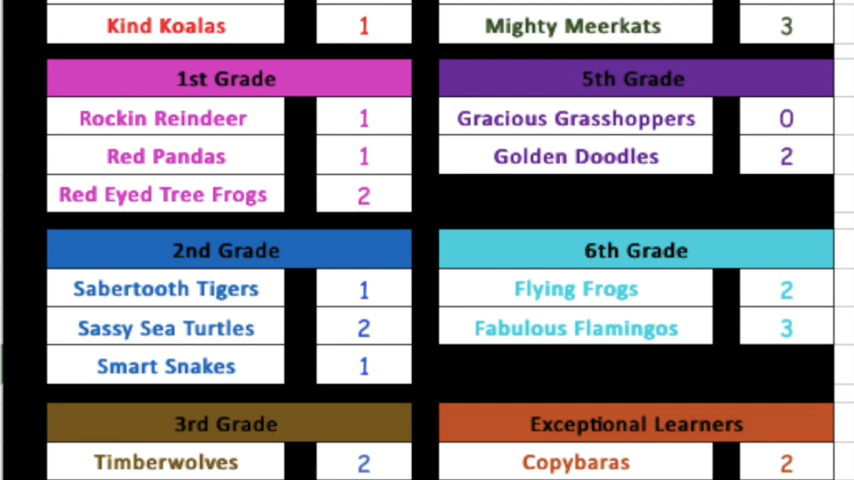 Kind Koalas 1 Mighty Meerkats 3
1st Grade 5th Grade
Rockin Reindeer 1 Gracious Grasshoppers 0
Red Pandas 1 Golden Doodles 2
Red Eyed Tree Frogs 2
2nd Grade 6th Grade
Sabertooth Tigers 1 Flying Frogs 2
Sassy Sea Turtles 2 Fabulous Flamingos 3
Smart Snakes 1
3rd Grade Exceptional Learners
Timberwolves 2 Copybaras 2